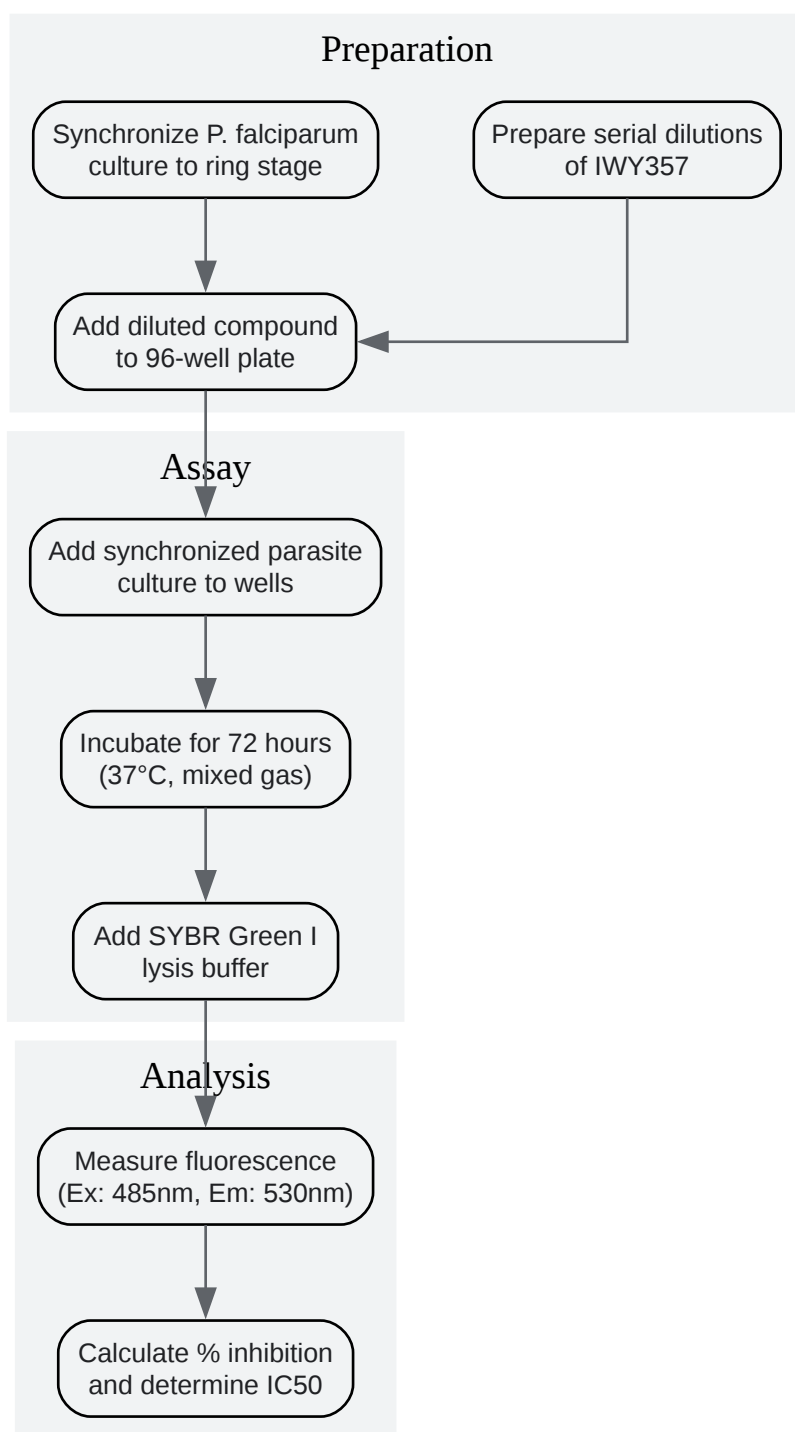 Preparation
Synchronize P. falciparum
culture to ring stage
Prepare serial dilutions
of IWY357
Add diluted compound
to 96-well plate
Assay
Add synchronized parasite
culture to wells
Incubate for 72 hours
(37°C, mixed gas)
Add SYBR Green I
lysis buffer
Analysis
Measure fluorescence
(Ex: 485nm, Em: 530nm)
Calculate % inhibition
and determine IC50